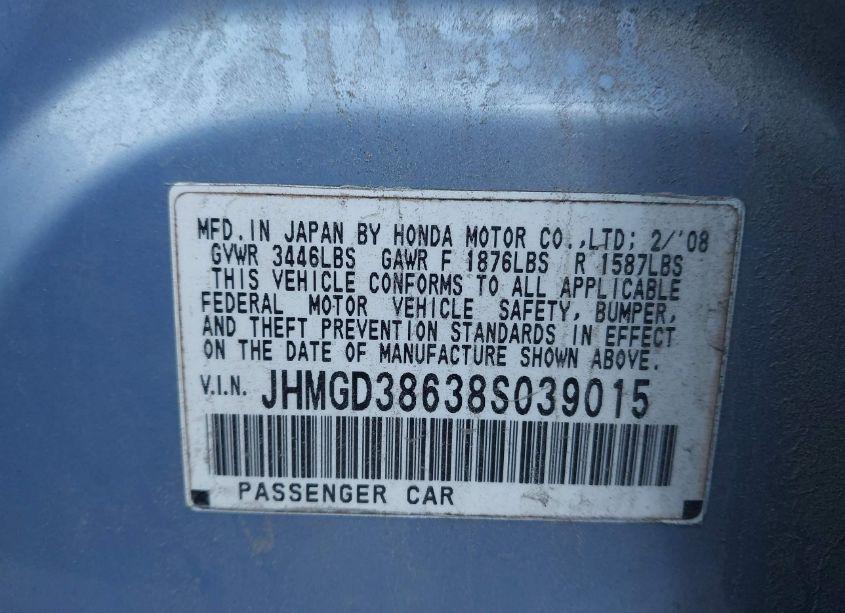 MFD. IN JAPAN BY HONDA MOTOR CO.,LTD; 2/'08
GVWR 3446LBS GAWR F 1876LBS R 1587LBS
THIS VEHICLE CONFORMS TO ALL APPLICABLE
FEDERAL MOTOR VEHICLE SAFETY, BUMPER,
AND THEFT PREVENTION STANDARDS IN EFFECT
ON THE DATE OF MANUFACTURE SHOWN ABOVE.
V.I.N. JHMGD38638S039015
PASSENGER CAR